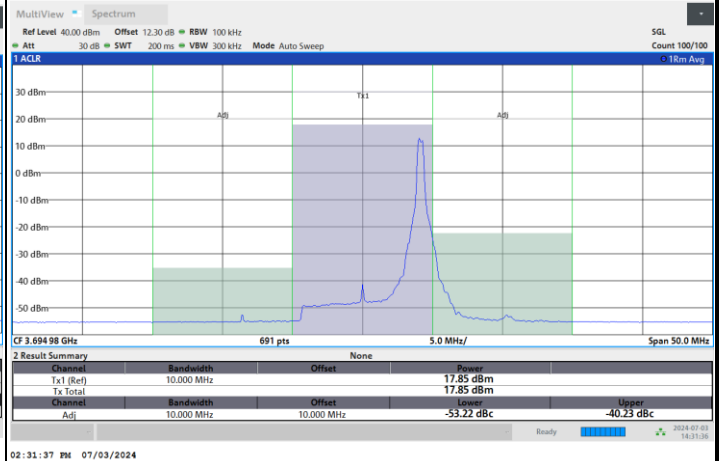 MultiView Spectrum
Ref Level 40.00 dBm Offset 12.30 dB RBW 100 kHz SGL
Att 30 dB SWT 200 ms VBW 300 kHz Mode Auto Sweep Count 100/100
1 ACLR 1Rm Avg
30 dBm
Tx1
20 dBm Adj Adj
10 dBm
0 dBm
-10 dBm
-20 dBm
-30 dBm
-40 dBm
-50 dBm
CF 3.694 98 GHz 691 pts 5.0 MHz/ Span 50.0 MHz
2 Result Summary None
Channel Bandwidth Offset Power
Tx1 (Ref) 10.000 MHz 17.85 dBm
Tx Total 17.85 dBm
Channel Bandwidth Offset Lower Upper
Adj 10.000 MHz 10.000 MHz -53.22 dBc -40.23 dBc
Ready 2024-07-03
14:31:36
02:31:37 PM 07/03/2024